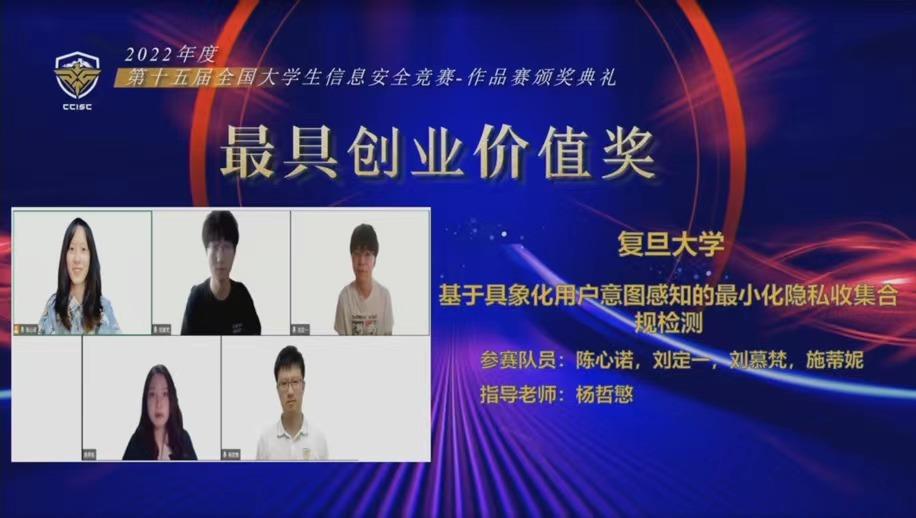 2022年度
第十五届全国大学生信息安全竞赛-作品赛颁奖典礼
CCISC
最具创业价值奖
复旦大学
基于具象化用户意图感知的最小化隐私收集合
规检测
参赛队员：陈心诺，刘定一，刘慕梵，施蒂妮
指导老师：杨哲慜